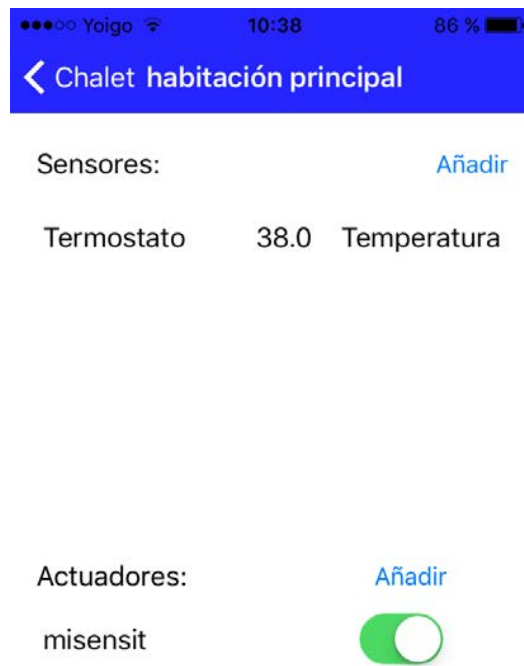 Yoigo 10:38 86 %
Chalet habitación principal
Sensores: Añadir
Termostato 38.0 Temperatura
Actuadores: Añadir
misensit